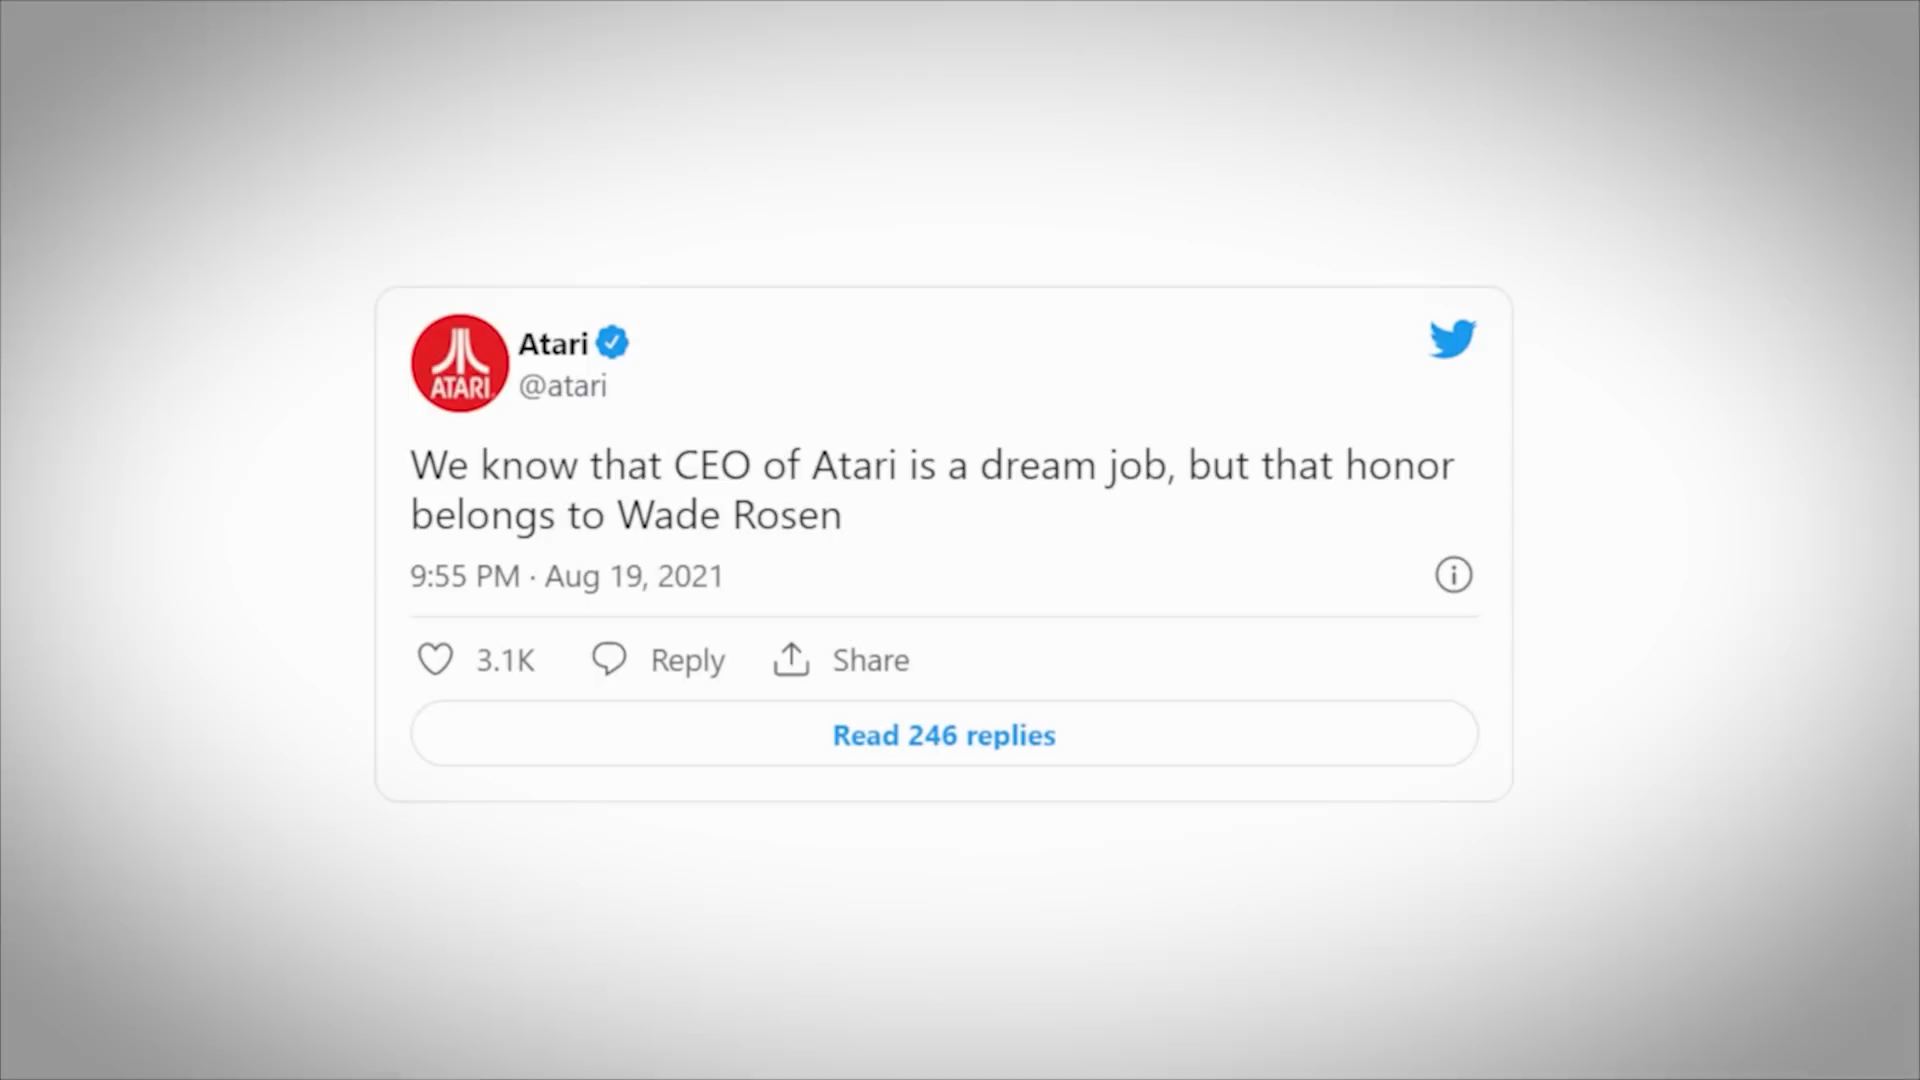 ATARI
Atari
@atari
We know that CEO of Atari is a dream job, but that honor
belongs to Wade Rosen
9:55 PM · Aug 19, 2021
3.1K Reply Share
Read 246 replies